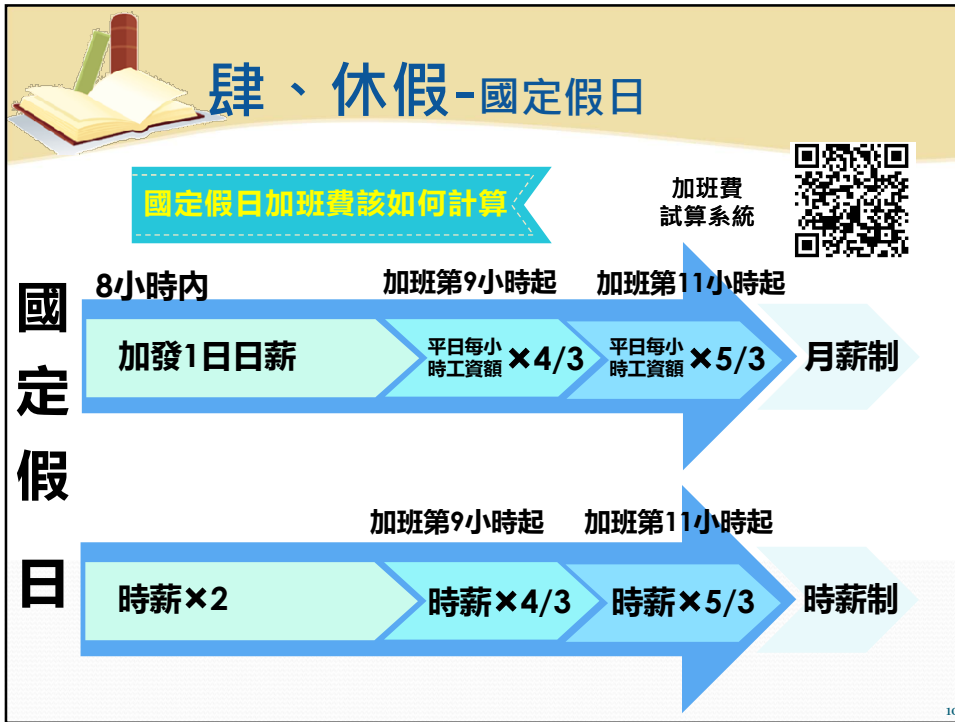 肆、休假-國定假日
國定假日加班費該如何計算
加班費
試算系統
國定假日
8小時內
加班第9小時起
加班第11小時起
加發1日日薪
平日每小
時工資額 ×4/3
平日每小
時工資額 ×5/3
月薪制
加班第9小時起
加班第11小時起
時薪×2
時薪×4/3
時薪×5/3
時薪制